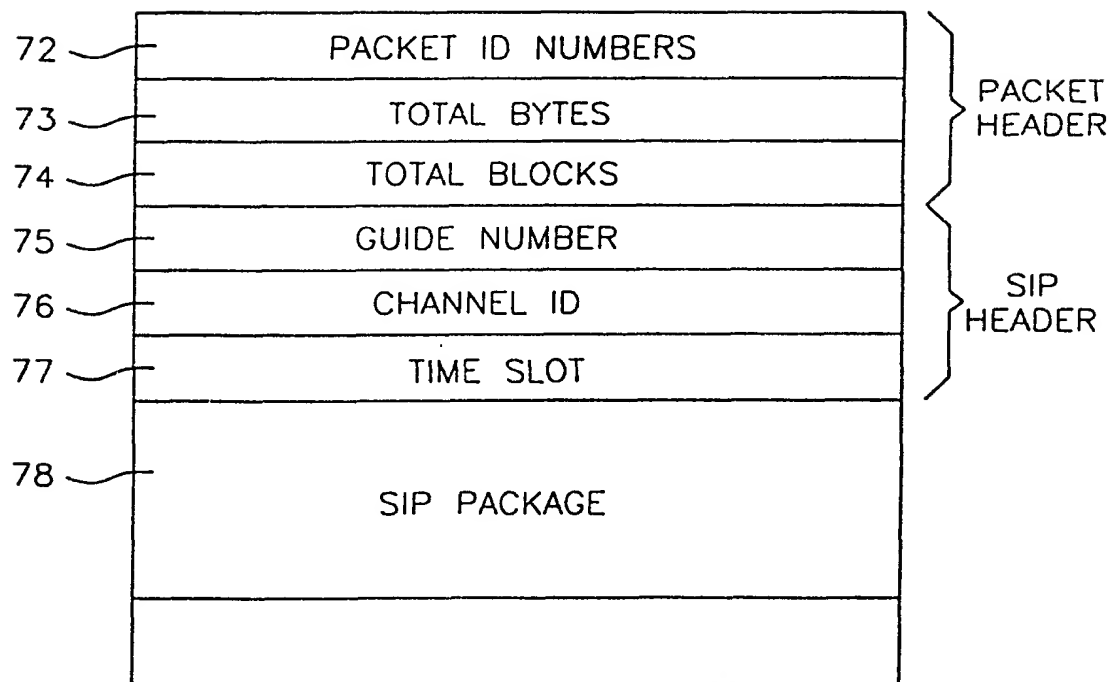 72 PACKET ID NUMBERS
73 TOTAL BYTES
74 TOTAL BLOCKS
PACKET
HEADER
75 GUIDE NUMBER
76 CHANNEL ID
77 TIME SLOT
SIP
HEADER
78 SIP PACKAGE